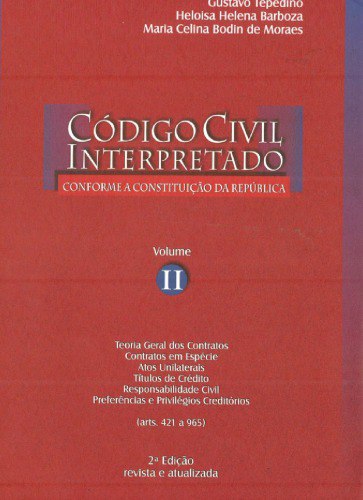 Gustavo Tepedino
Heloisa Helena Barboza
Maria Celina Bodin de Moraes
CÓDIGO CIVIL
INTERPRETADO
CONFORME A CONSTITUIÇÃO DA REPÚBLICA
Volume
II
Teoria Geral dos Contratos
Contratos em Espécie
Atos Unilaterais
Títulos de Crédito
Responsabilidade Civil
Preferências e Privilégios Creditórios
(arts. 421 a 965)
2ª Edição
revista e atualizada